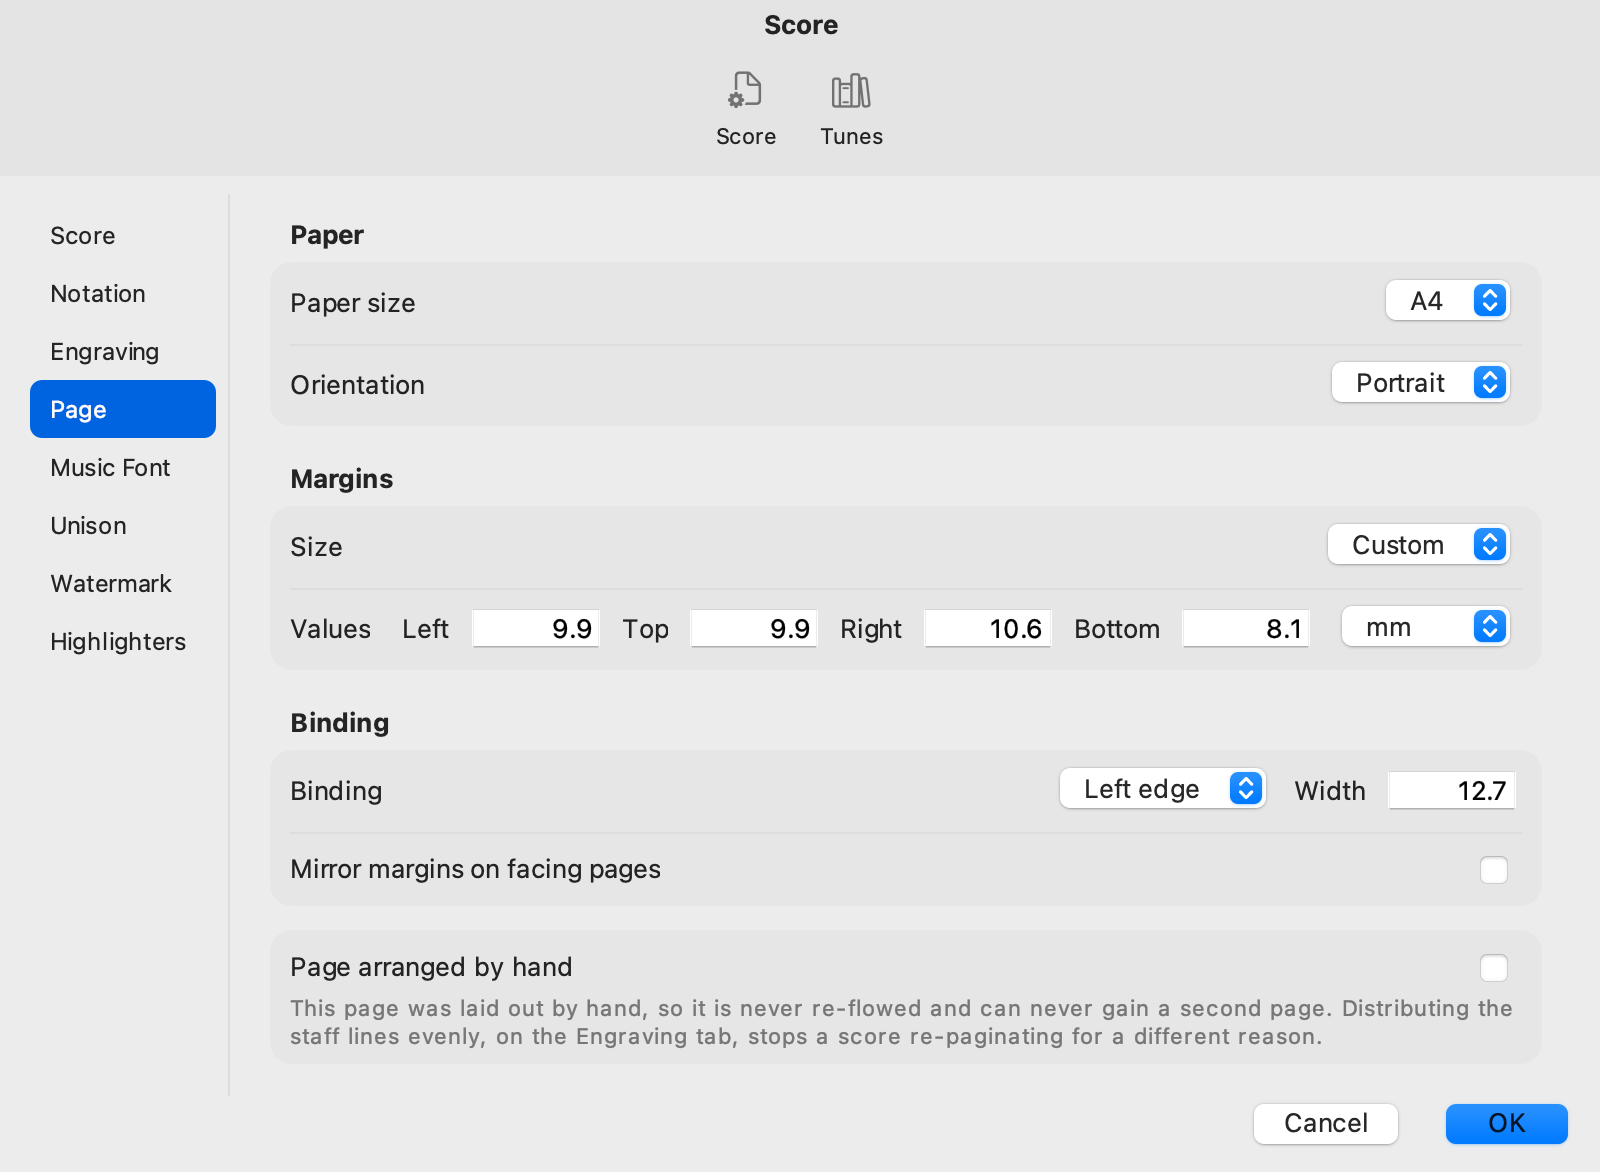 Score
Score
Tunes
Score
Notation
Engraving
Page
Music Font
Unison
Watermark
Highlighters
Paper
Paper size
A4
Orientation
Portrait
Margins
Size
Custom
Values Left 9.9 Top 9.9 Right 10.6 Bottom 8.1 mm
Binding
Binding
Left edge
Width 12.7
Mirror margins on facing pages
Page arranged by hand
This page was laid out by hand, so it is never re-flowed and can never gain a second page. Distributing the
staff lines evenly, on the Engraving tab, stops a score re-paginating for a different reason.
Cancel
OK